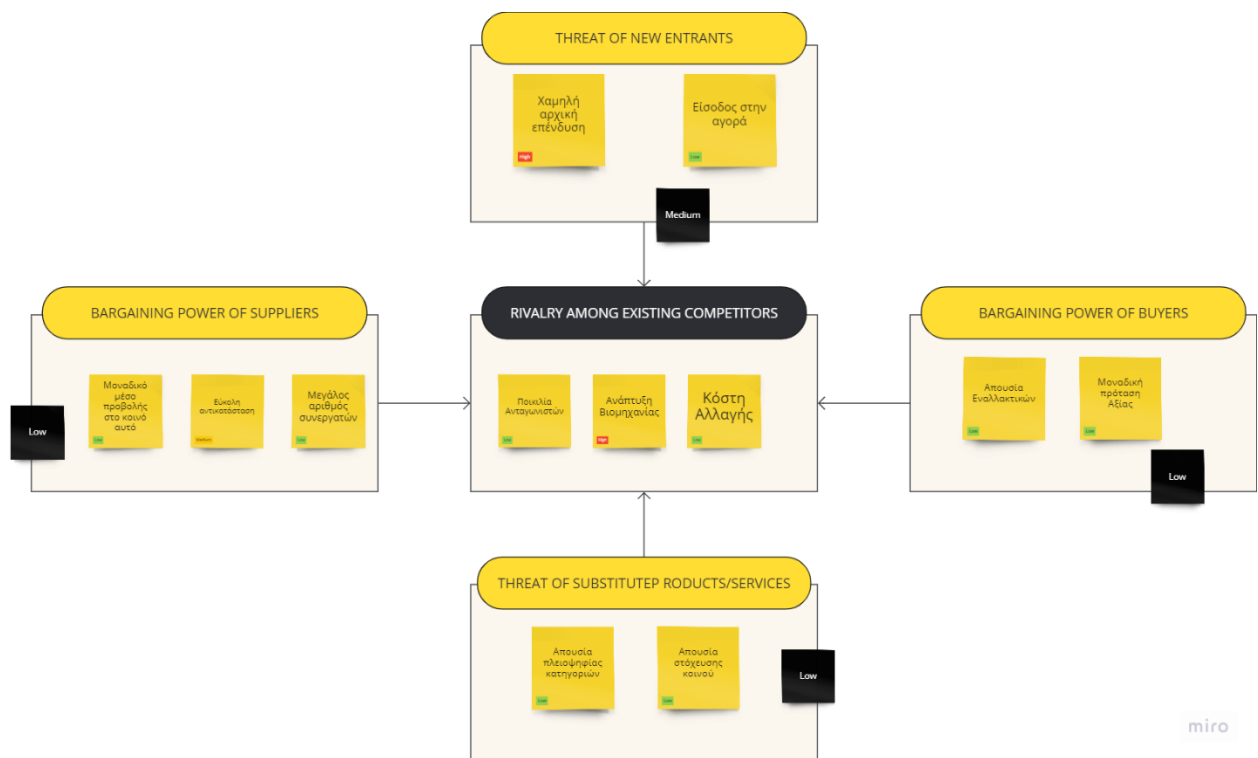 THREAT OF NEW ENTRANTS
Χαμηλή
αρχική
επένδυση
High
Είσοδος στην
αγορά
Low
Medium
BARGAINING POWER OF SUPPLIERS
Μοναδικό
μέσο
προβολής
στο κοινό
αυτό
Low
Εύκολη
αντικατάσταση
Medium
Μεγάλος
αριθμός
συνεργατών
Low
Low
RIVALRY AMONG EXISTING COMPETITORS
Ποικιλία
Ανταγωνιστών
Low
Ανάπτυξη
Βιομηχανίας
High
Κόστη
Αλλαγής
Low
BARGAINING POWER OF BUYERS
Απουσία
Εναλλακτικών
Low
Μοναδική
πρόταση
Αξίας
Low
Low
THREAT OF SUBSTITUTEP RODUCTS/SERVICES
Απουσία
πλειοψηφίας
κατηγοριών
Low
Απουσία
στόχευσης
κοινού
Low
Low
miro